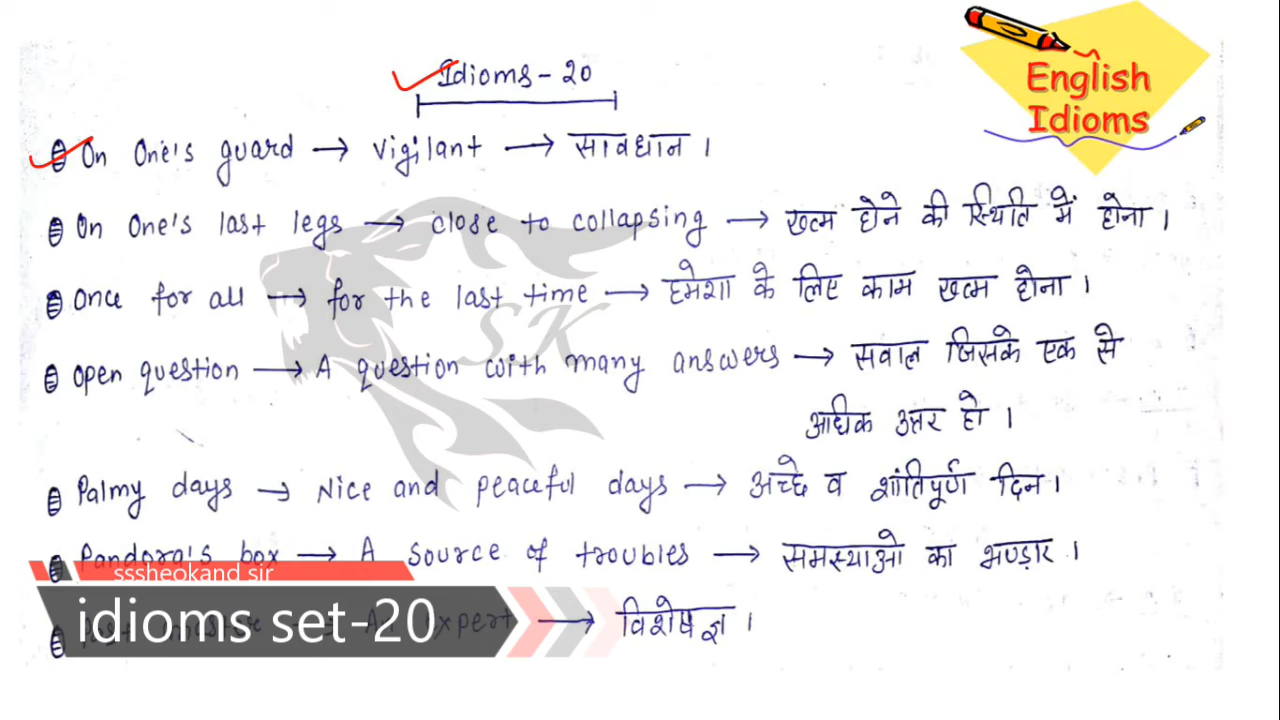 Idioms - 20
English
Idioms
On One's guard → vigilant → सावधान ।
On One's last legs → close to collapsing → खत्म होने की स्थिति में होना ।
Once for all → for the last time → हमेशा के लिए काम खत्म होना ।
Open question → A question with many answers → सवाल जिसके एक से
अधिक उत्तर हो ।
Palmy days → Nice and peaceful days → अच्छे व शांतिपूर्ण दिन ।
Pandora's box → A source of troubles → समस्याओ का भण्डार ।
An expert → विशेषज्ञ ।
SK
sssheokand sir
idioms set-20